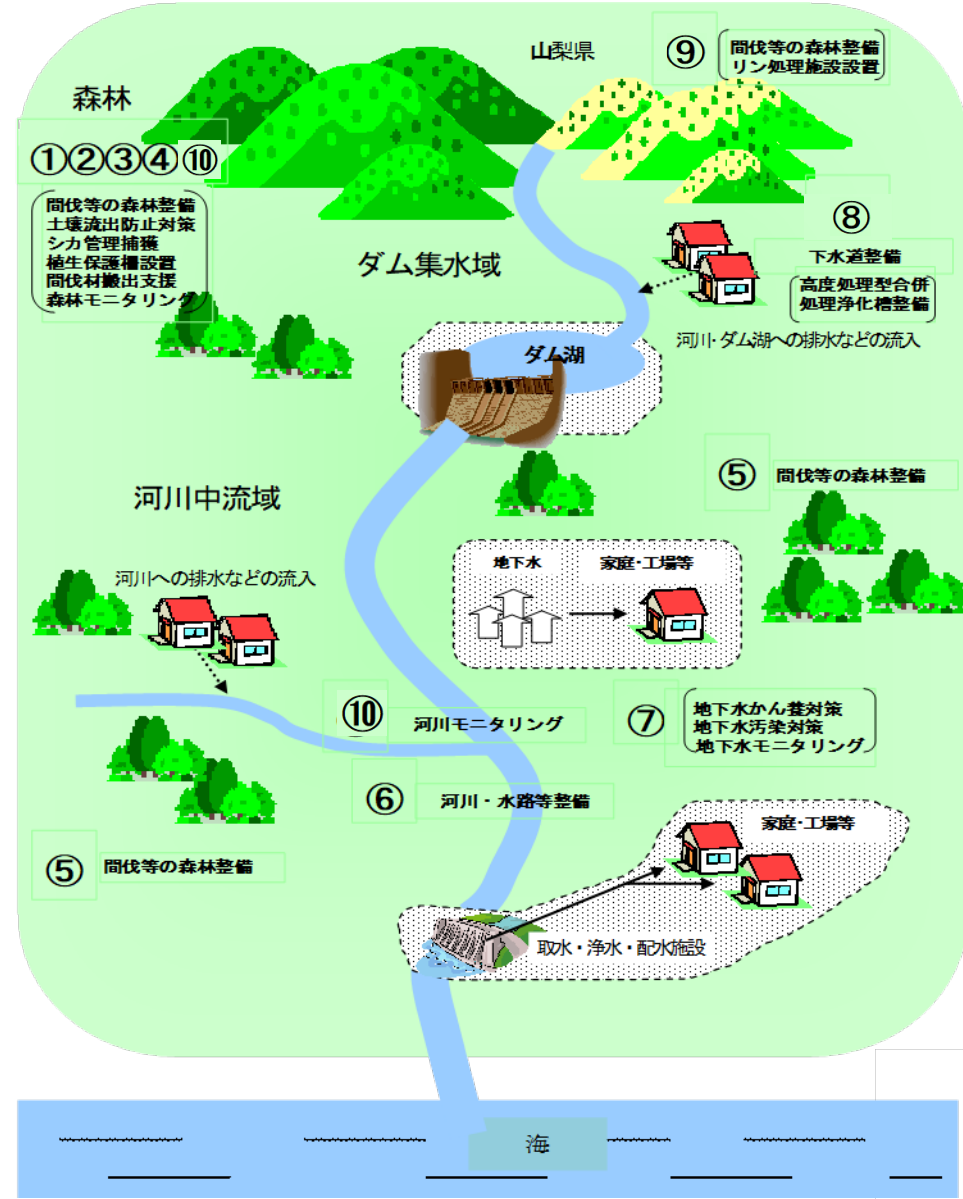 山梨県
⑨
間伐等の森林整備
リン処理施設設置
森林
①②③④⑩
間伐等の森林整備
土壌流出防止対策
シカ管理捕獲
植生保護柵設置
間伐材搬出支援
森林モニタリング
⑧
下水道整備
高度処理型合併
処理浄化槽整備
河川・ダム湖への排水などの流入
ダム集水域
ダム湖
⑤
間伐等の森林整備
河川中流域
地下水
家庭・工場等
河川への排水などの流入
⑩
河川モニタリング
⑦
地下水かん養対策
地下水汚染対策
地下水モニタリング
⑥
河川・水路等整備
家庭・工場等
⑤
間伐等の森林整備
取水・浄水・配水施設
海